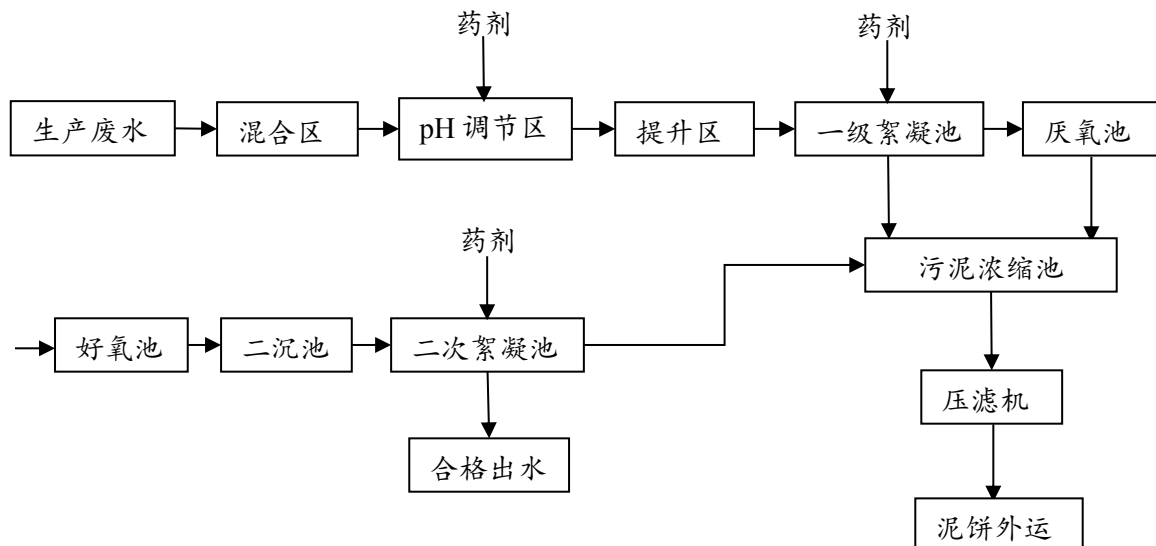 药剂
药剂
生产废水
混合区
pH 调节区
提升区
一级絮凝池
厌氧池
药剂
污泥浓缩池
好氧池
二沉池
二次絮凝池
压滤机
合格出水
泥饼外运